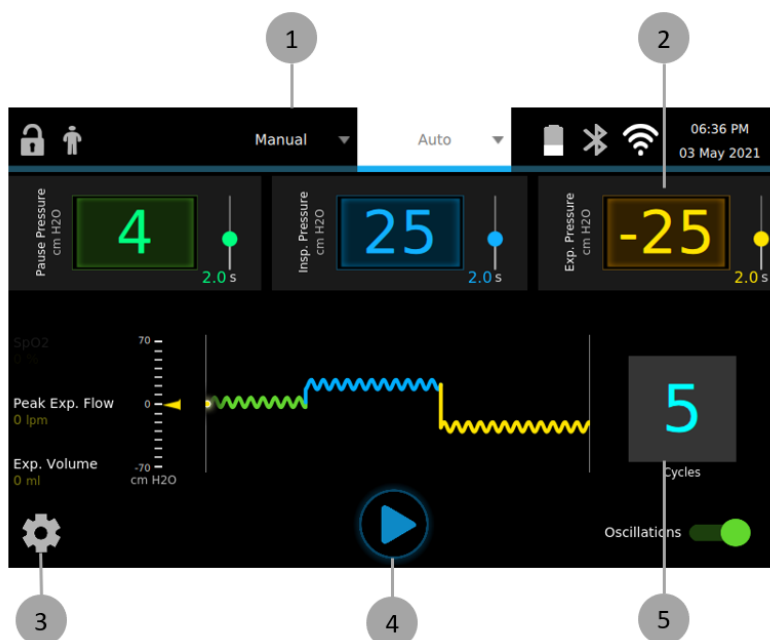 1
2
Manual
Auto
06:36 PM
03 May 2021
Pause Pressure
cm H2O
4
2.0 s
Insp. Pressure
cm H2O
25
2.0 s
Exp. Pressure
cm H2O
-25
2.0 s
SpO2
0 %
70
Peak Exp. Flow
0 lpm
0
Exp. Volume
0 ml
-70
cm H2O
5
Cycles
Oscillations
3
4
5